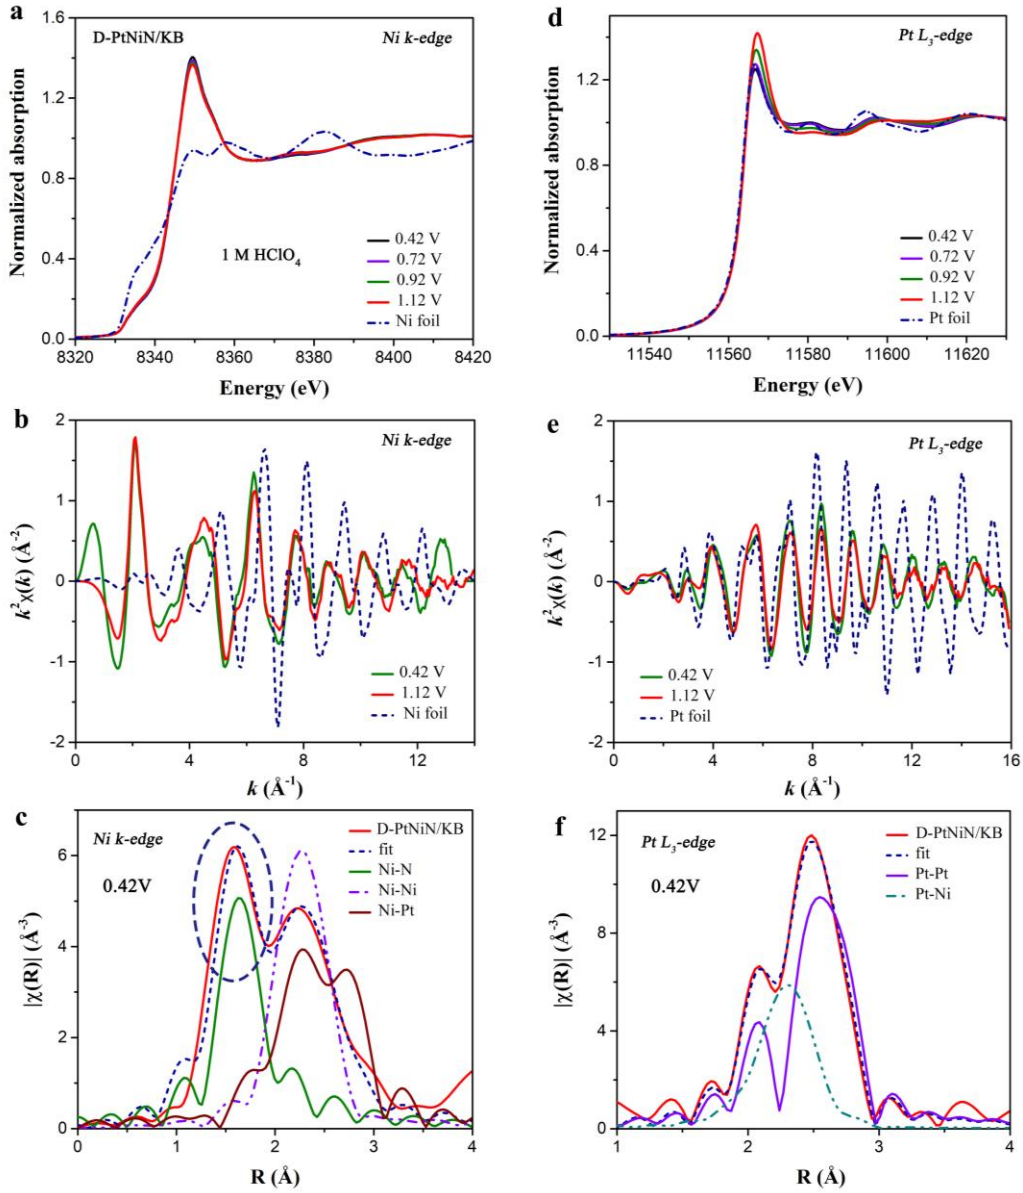 a
D-PtNiN/KB
Ni k-edge
Normalized absorption
1.6
1.2
0.8
0.4
0.0
1 M HClO₄
0.42 V
0.72 V
0.92 V
1.12 V
Ni foil
8320 8340 8360 8380 8400 8420
Energy (eV)
d
Pt L₃-edge
Normalized absorption
1.2
0.8
0.4
0.0
0.42 V
0.72 V
0.92 V
1.12 V
Pt foil
11540 11560 11580 11600 11620
Energy (eV)
b
Ni k-edge
k²χ(k) (Å⁻²)
2
1
0
-1
-2
0.42 V
1.12 V
Ni foil
0 4 8 12
k (Å⁻¹)
e
Pt L₃-edge
k²χ(k) (Å⁻²)
2
1
0
-1
-2
0.42 V
1.12 V
Pt foil
0 4 8 12 16
k (Å⁻¹)
c
Ni k-edge
0.42V
|χ(R)| (Å⁻³)
6
4
2
0
D-PtNiN/KB
fit
Ni-N
Ni-Ni
Ni-Pt
0 1 2 3 4
R (Å)
f
Pt L₃-edge
0.42V
|χ(R)| (Å⁻³)
12
8
4
0
D-PtNiN/KB
fit
Pt-Pt
Pt-Ni
1 2 3 4
R (Å)